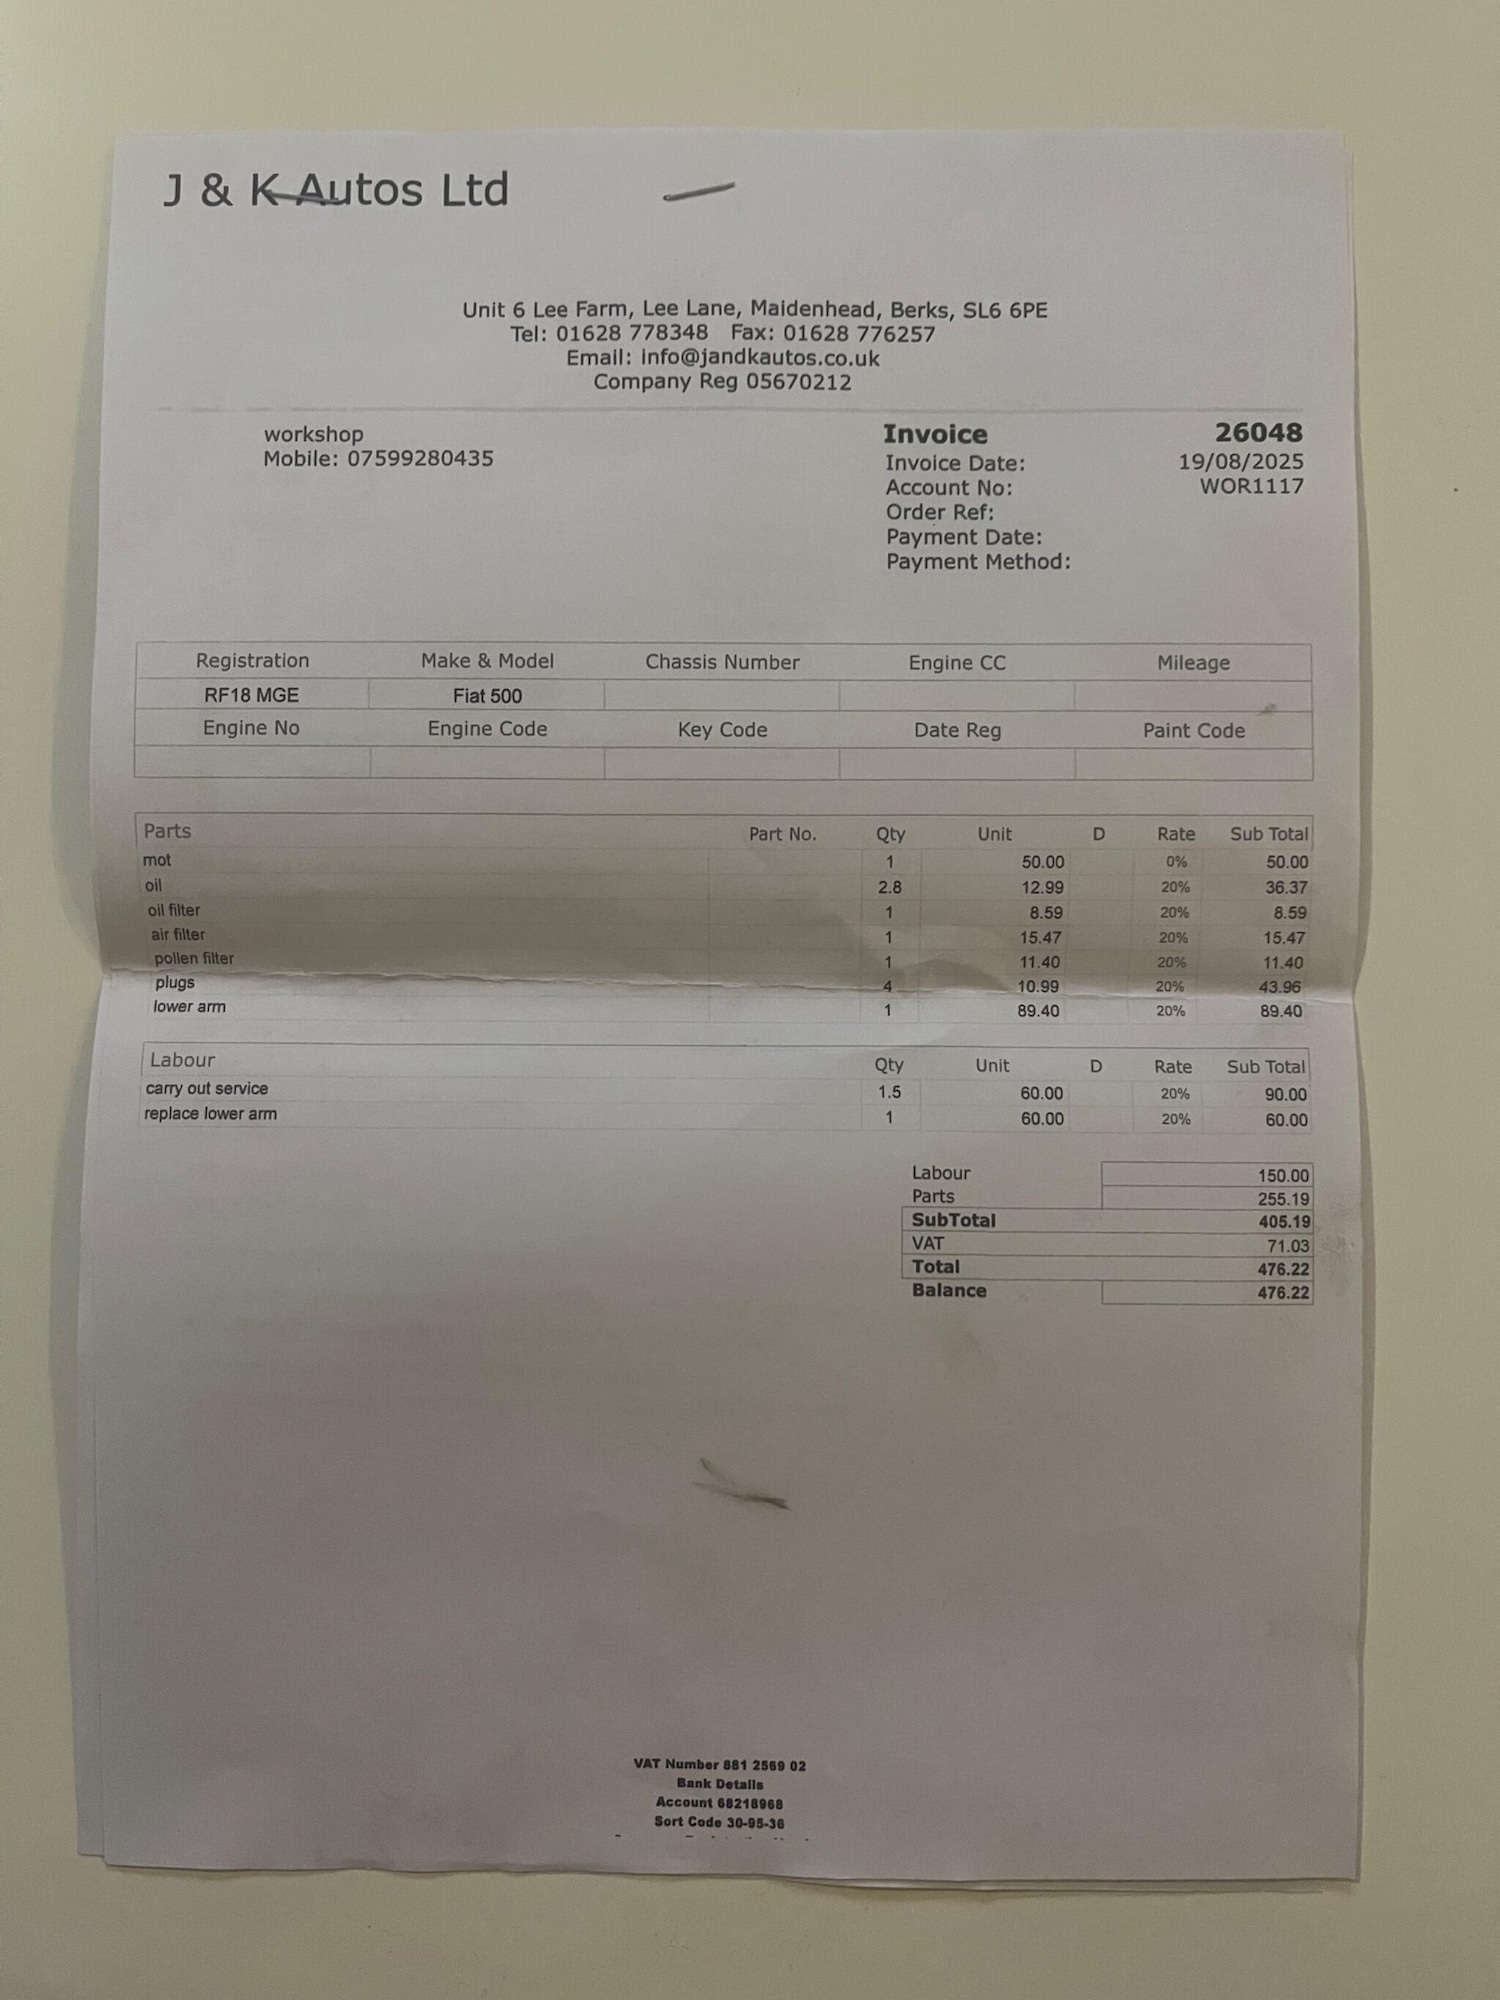 J & K Autos Ltd
Unit 6 Lee Farm, Lee Lane, Maidenhead, Berks, SL6 6PE
Tel: 01628 778348 Fax: 01628 776257
Email: info@jandkautos.co.uk
Company Reg 05670212
workshop
Mobile: 07599280435
Invoice 26048
Invoice Date: 19/08/2025
Account No: WOR1117
Order Ref:
Payment Date:
Payment Method:
Registration Make & Model Chassis Number Engine CC Mileage
RF18 MGE Fiat 500
Engine No Engine Code Key Code Date Reg Paint Code
Parts Part No. Qty Unit D Rate Sub Total
mot 1 50.00 0% 50.00
oil 2.8 12.99 20% 36.37
oil filter 1 8.59 20% 8.59
air filter 1 15.47 20% 15.47
pollen filter 1 11.40 20% 11.40
plugs 4 10.99 20% 43.96
lower arm 1 89.40 20% 89.40
Labour Qty Unit D Rate Sub Total
carry out service 1.5 60.00 20% 90.00
replace lower arm 1 60.00 20% 60.00
Labour 150.00
Parts 255.19
SubTotal 405.19
VAT 71.03
Total 476.22
Balance 476.22
VAT Number 881 2569 02
Bank Details
Account 68218968
Sort Code 30-95-36